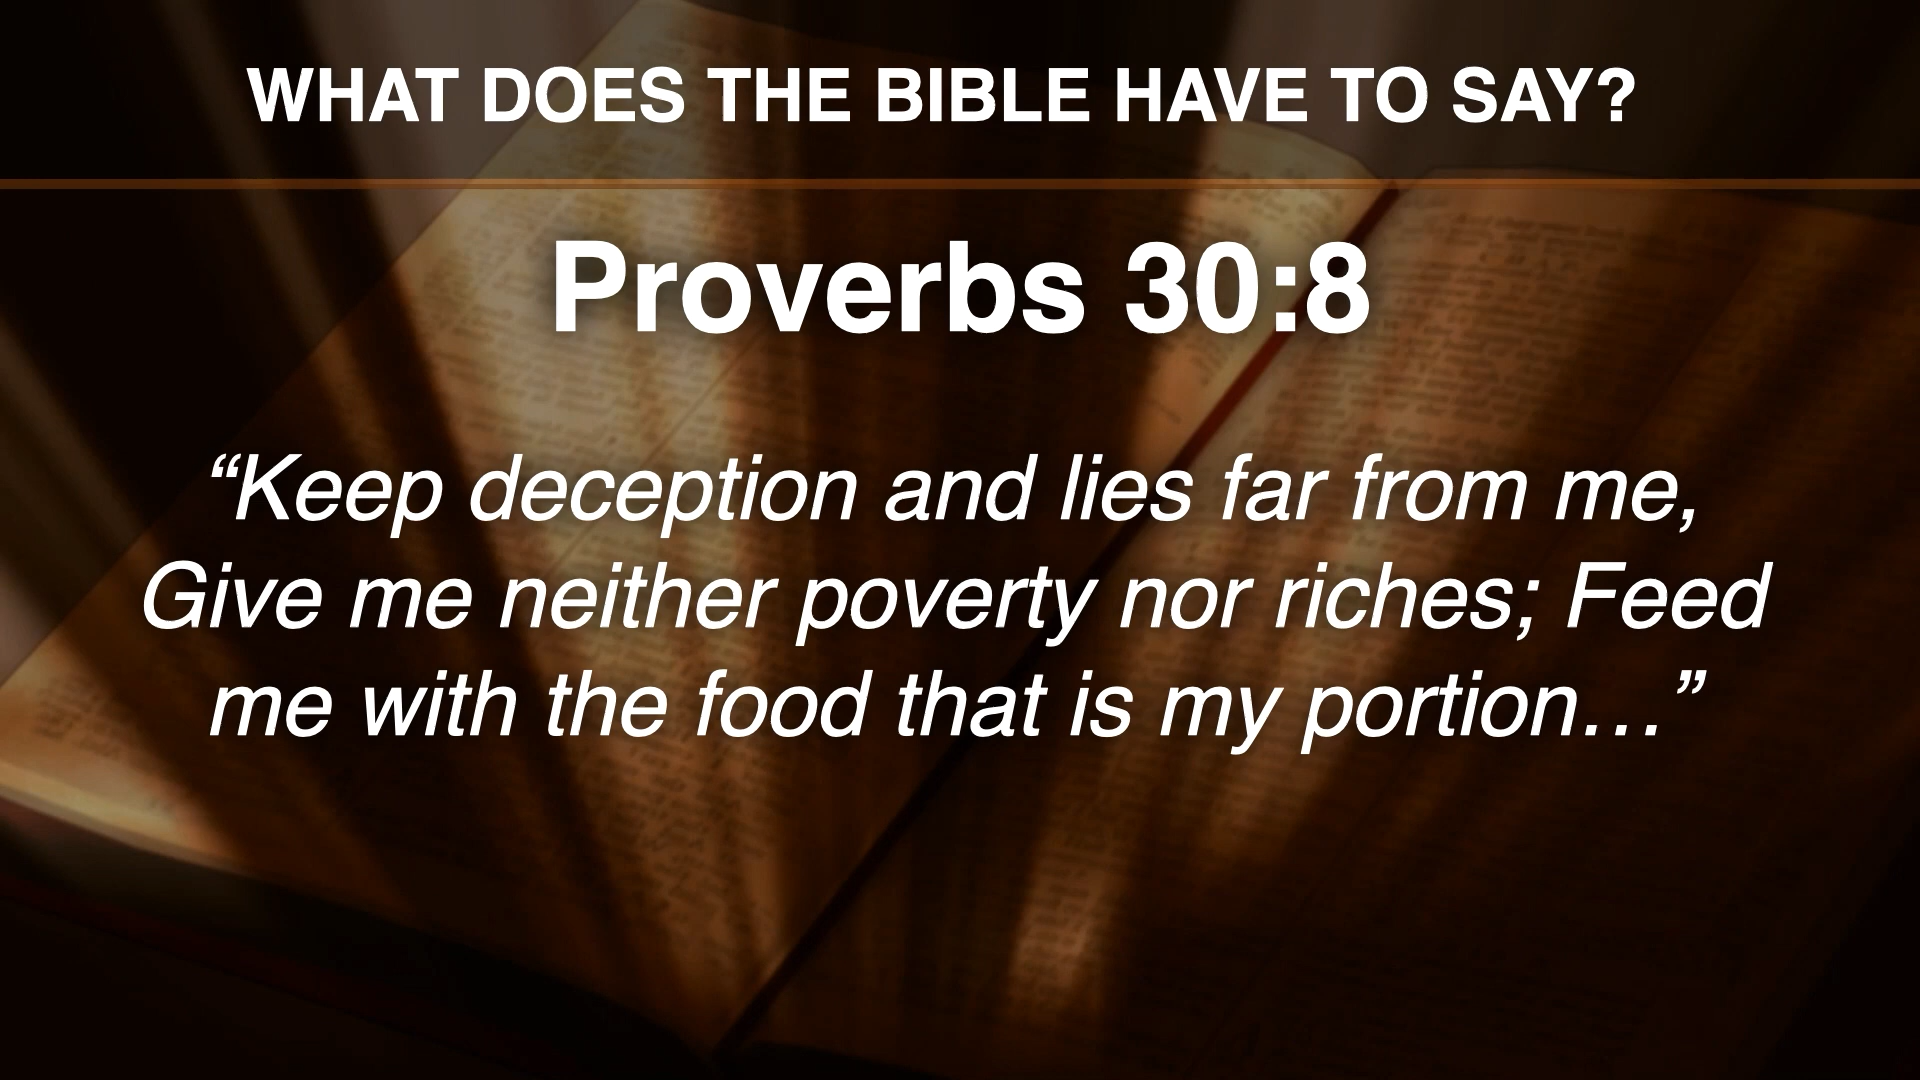 WHAT DOES THE BIBLE HAVE TO SAY?
Proverbs 30:8
“Keep deception and lies far from me,
Give me neither poverty nor riches; Feed
me with the food that is my portion…”